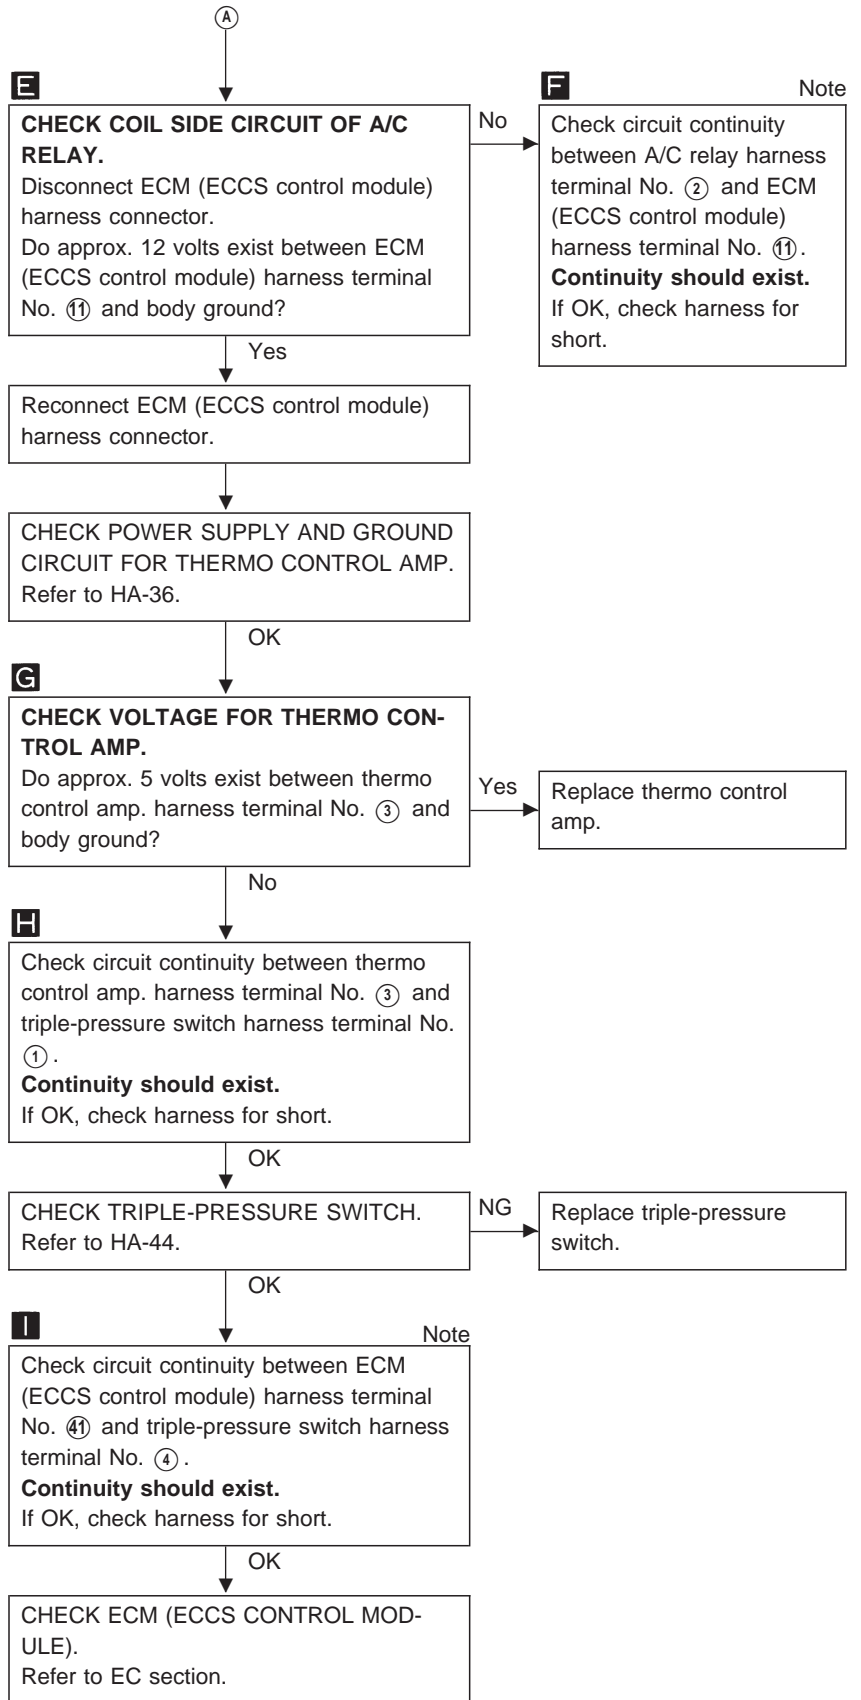 A
E
CHECK COIL SIDE CIRCUIT OF A/C
RELAY.
Disconnect ECM (ECCS control module)
harness connector.
Do approx. 12 volts exist between ECM
(ECCS control module) harness terminal
No. ⑪ and body ground?
No
F
Note
Check circuit continuity
between A/C relay harness
terminal No. ② and ECM
(ECCS control module)
harness terminal No. ⑪.
Continuity should exist.
If OK, check harness for
short.
Yes
Reconnect ECM (ECCS control module)
harness connector.
CHECK POWER SUPPLY AND GROUND
CIRCUIT FOR THERMO CONTROL AMP.
Refer to HA-36.
OK
G
CHECK VOLTAGE FOR THERMO CON-
TROL AMP.
Do approx. 5 volts exist between thermo
control amp. harness terminal No. ③ and
body ground?
Yes
Replace thermo control
amp.
No
H
Check circuit continuity between thermo
control amp. harness terminal No. ③ and
triple-pressure switch harness terminal No.
①.
Continuity should exist.
If OK, check harness for short.
OK
CHECK TRIPLE-PRESSURE SWITCH.
Refer to HA-44.
NG
Replace triple-pressure
switch.
OK
I
Note
Check circuit continuity between ECM
(ECCS control module) harness terminal
No. ㊶ and triple-pressure switch harness
terminal No. ④.
Continuity should exist.
If OK, check harness for short.
OK
CHECK ECM (ECCS CONTROL MOD-
ULE).
Refer to EC section.